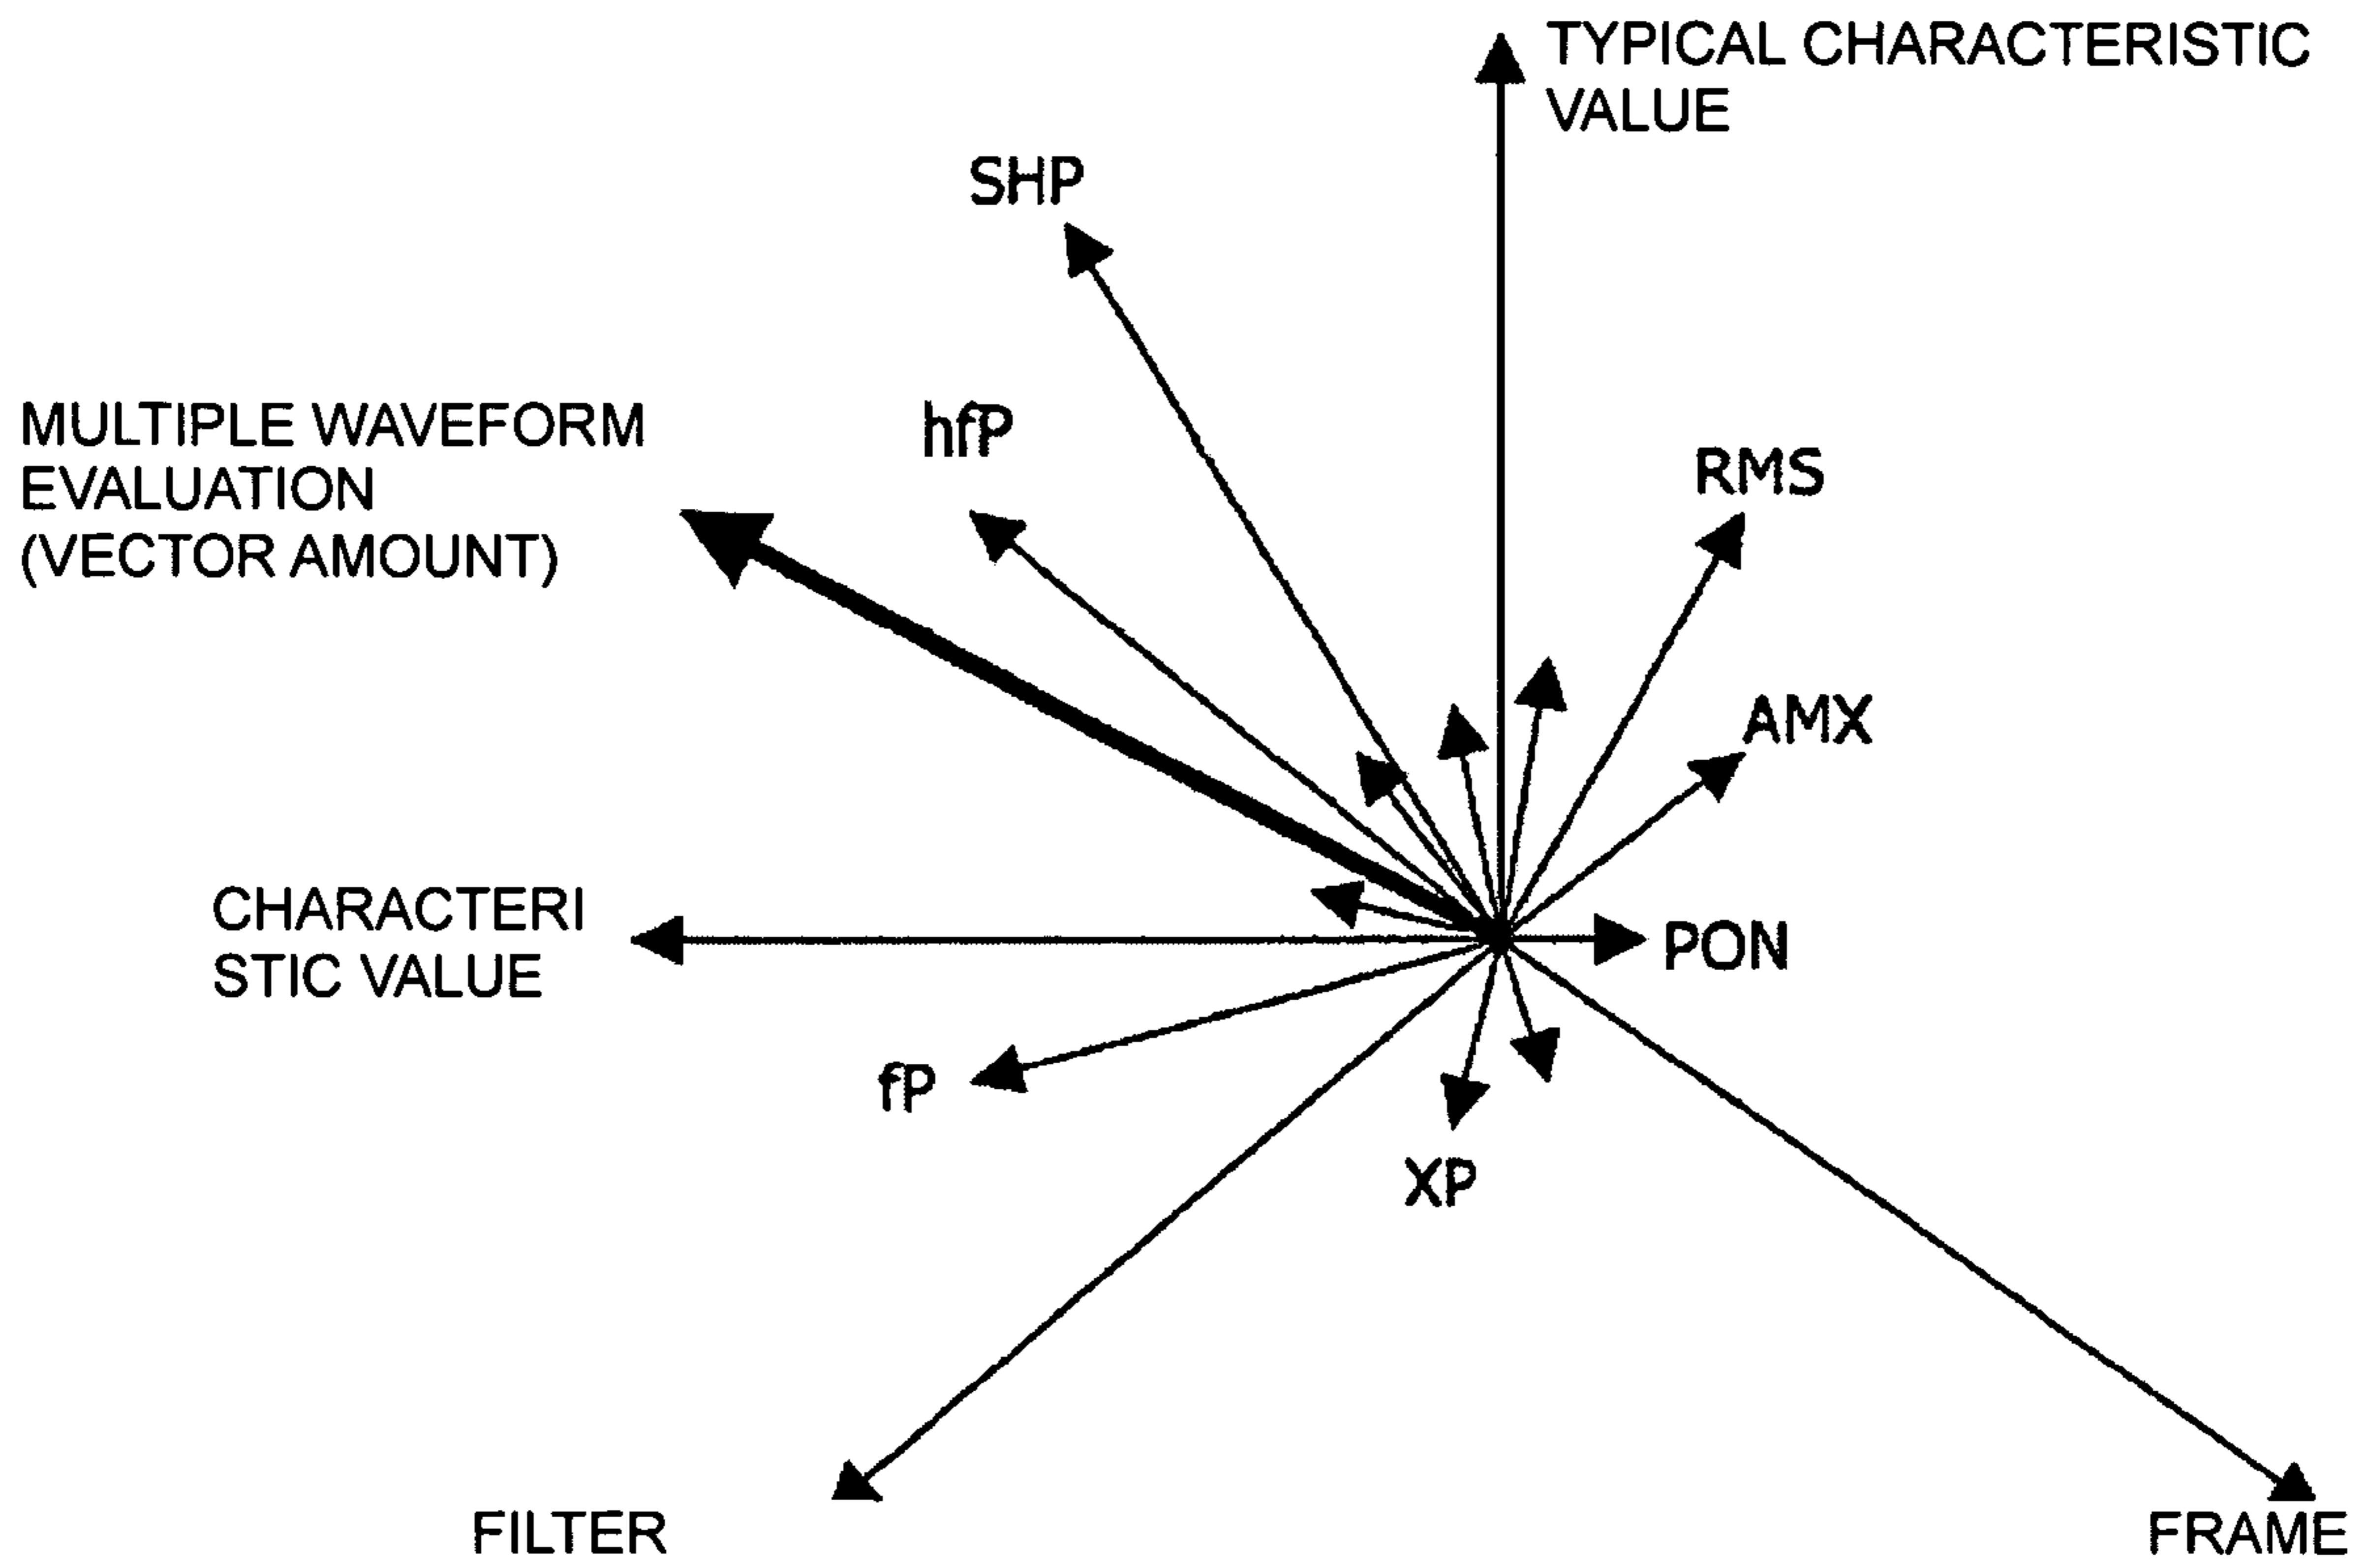 TYPICAL CHARACTERISTIC
VALUE
SHP
hfP
MULTIPLE WAVEFORM
EVALUATION
(VECTOR AMOUNT)
RMS
AMX
CHARACTERI
STIC VALUE
PON
fP
XP
FILTER
FRAME